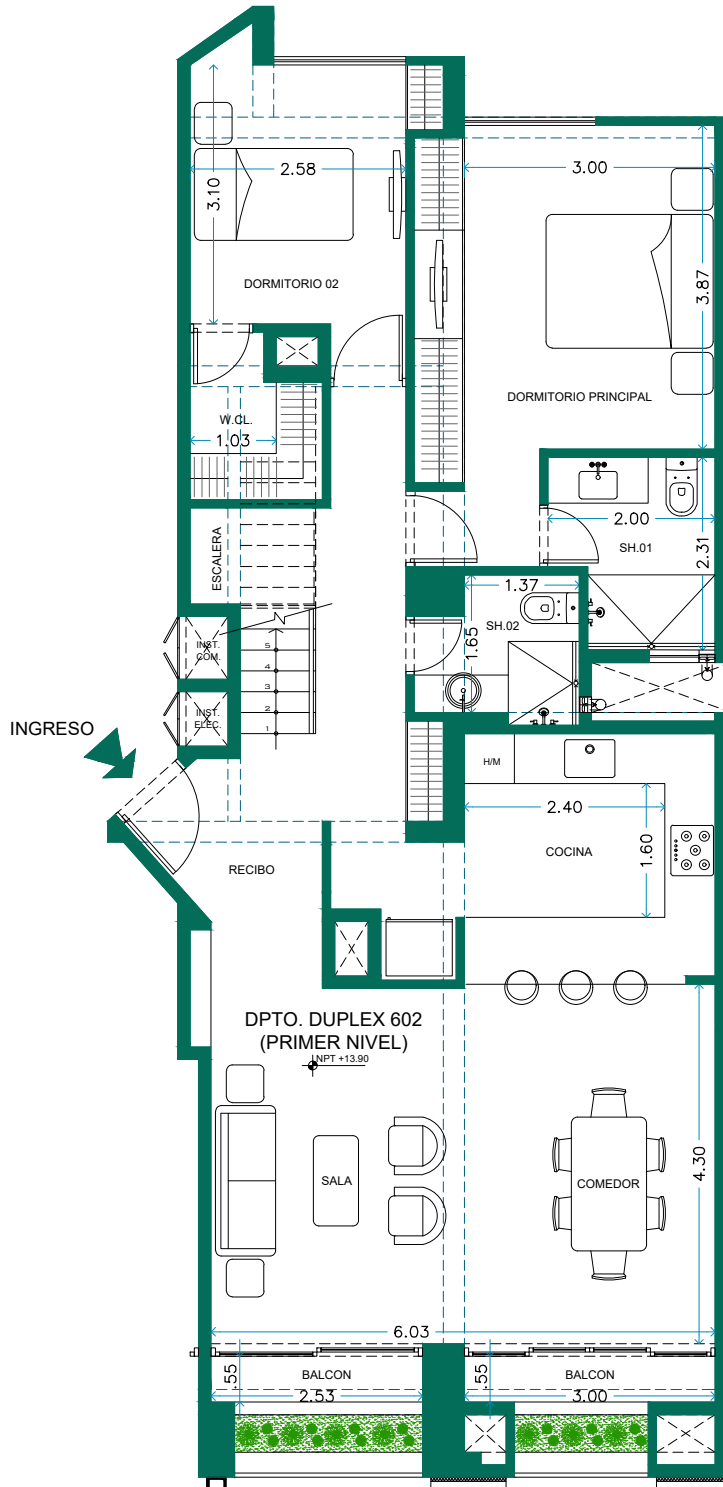 2.58
3.00
3.10
3.87
DORMITORIO 02
DORMITORIO PRINCIPAL
W.CL.
1.03
2.00
SH.01
2.31
ESCALERA
1.37
SH.02
1.65
INST.
COM.
5
4
3
2
1
INST.
ELEC.
INGRESO
H/M
2.40
COCINA
1.60
RECIBO
DPTO. DUPLEX 602
(PRIMER NIVEL)
NPT +13.90
SALA
COMEDOR
4.30
6.03
.55
BALCON
2.53
.55
BALCON
3.00